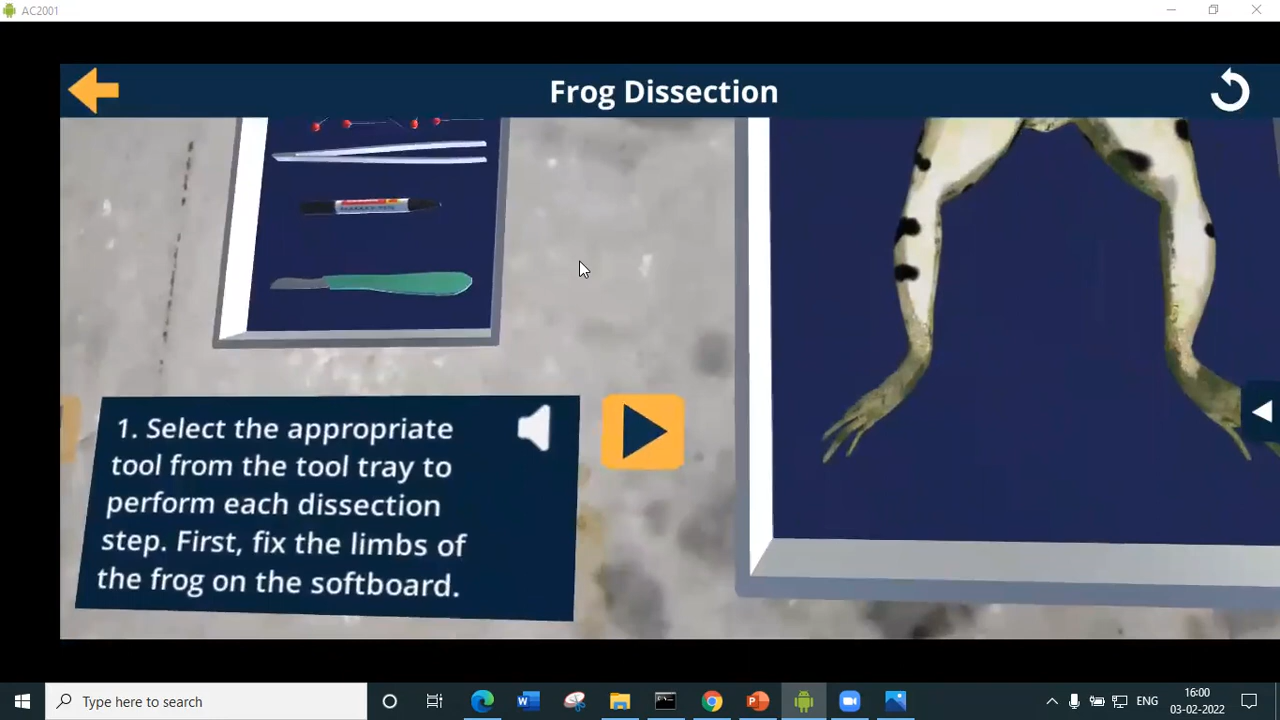 AC2001
Frog Dissection
1. Select the appropriate
tool from the tool tray to
perform each dissection
step. First, fix the limbs of
the frog on the softboard.
Type here to search
ENG
16:00
03-02-2022